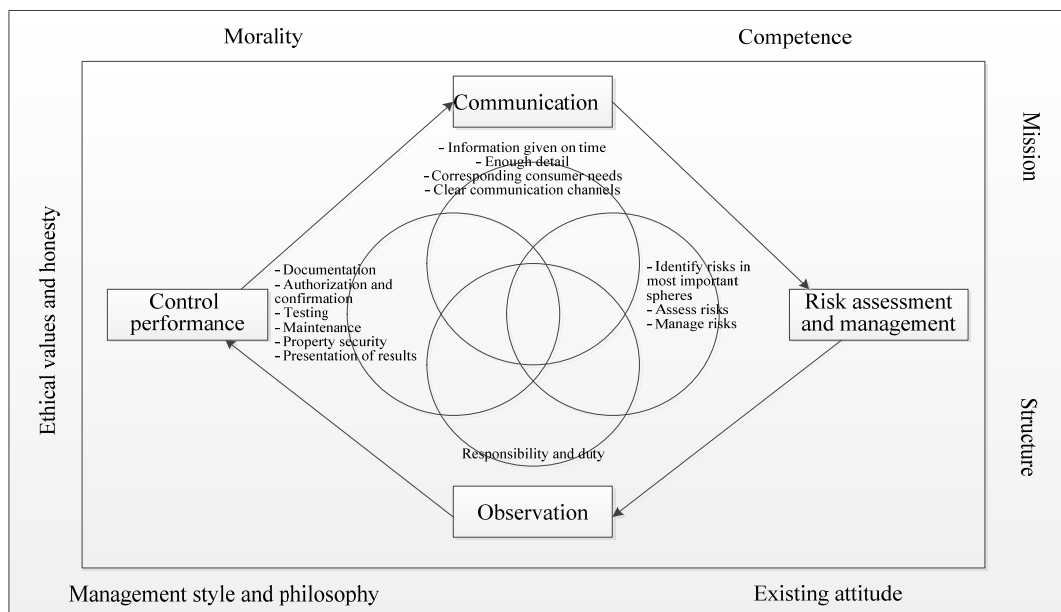 Morality
Competence
Communication
Mission
- Information given on time
- Enough detail
- Corresponding consumer needs
- Clear communication channels
Ethical values and honesty
Control
performance
- Documentation
- Authorization and
confirmation
- Testing
- Maintenance
- Property security
- Presentation of results
- Identify risks in
most important
spheres
- Assess risks
- Manage risks
Risk assessment
and management
Structure
Responsibility and duty
Observation
Management style and philosophy
Existing attitude